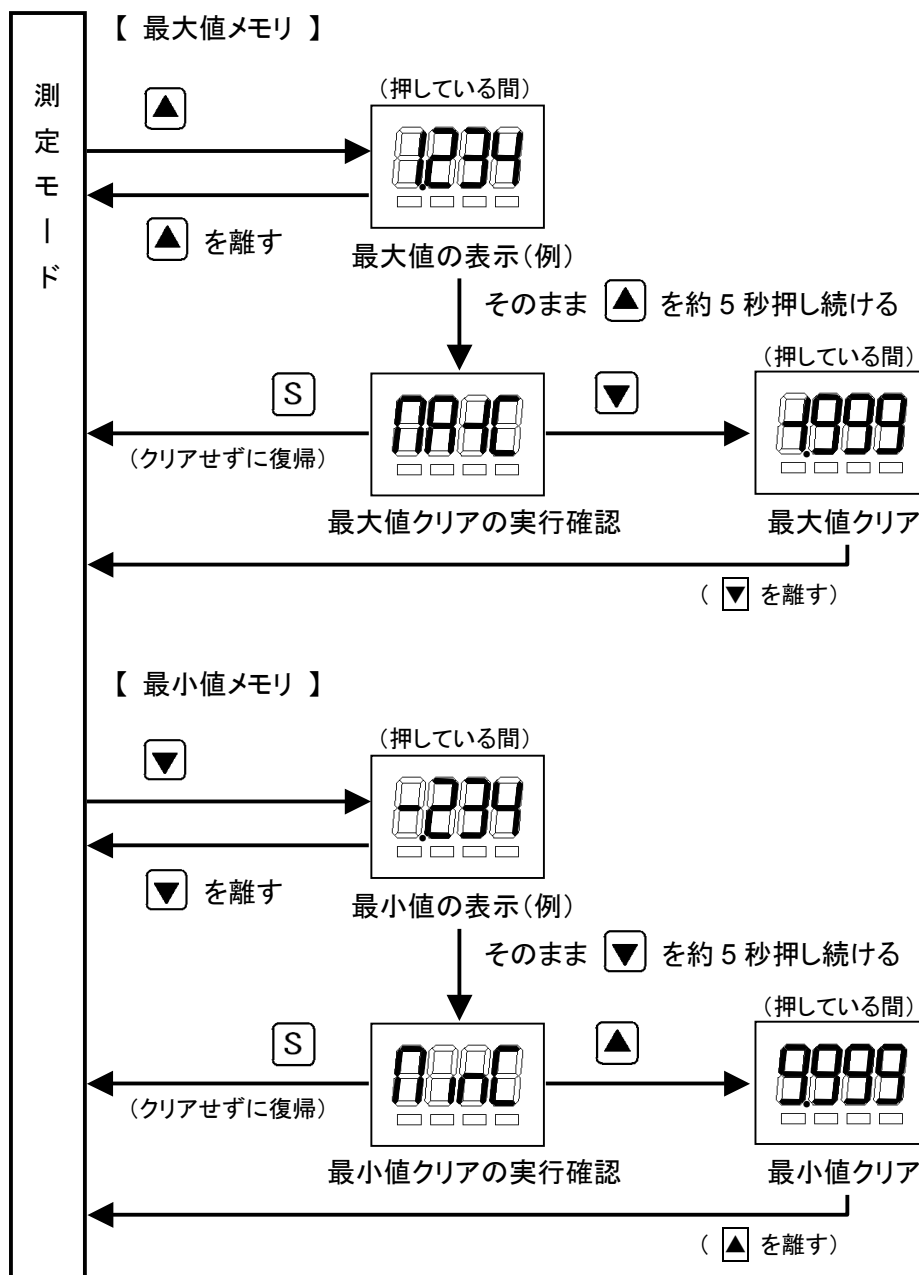 【 最大値メモリ 】
測定モード
(押している間)
▲
1.234
▲ を離す
最大値の表示(例)
そのまま ▲ を約 5 秒押し続ける
(押している間)
S
▼
(クリアせずに復帰)
最大値クリアの実行確認
最大値クリア
-1.999
( ▼ を離す)
【 最小値メモリ 】
(押している間)
▼
-.234
▼ を離す
最小値の表示(例)
そのまま ▼ を約 5 秒押し続ける
(押している間)
S
▲
MinC
9.999
(クリアせずに復帰)
最小値クリアの実行確認
最小値クリア
( ▲ を離す)